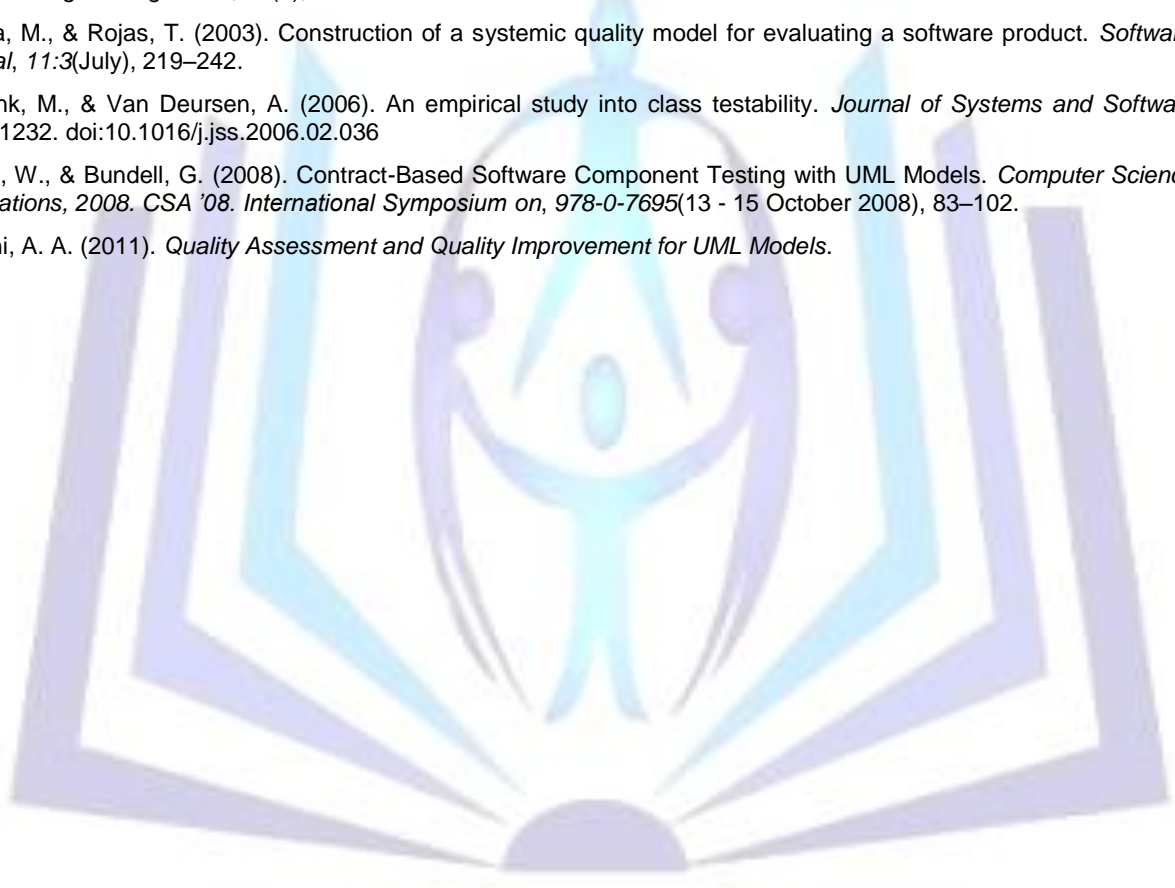 a, M., & Rojas, T. (2003). Construction of a systemic quality model for evaluating a software product. Softwar
al, 11:3(July), 219–242.
nk, M., & Van Deursen, A. (2006). An empirical study into class testability. Journal of Systems and Softwa
1232. doi:10.1016/j.jss.2006.02.036
, W., & Bundell, G. (2008). Contract-Based Software Component Testing with UML Models. Computer Scienc
ations, 2008. CSA ’08. International Symposium on, 978-0-7695(13 - 15 October 2008), 83–102.
i, A. A. (2011). Quality Assessment and Quality Improvement for UML Models.